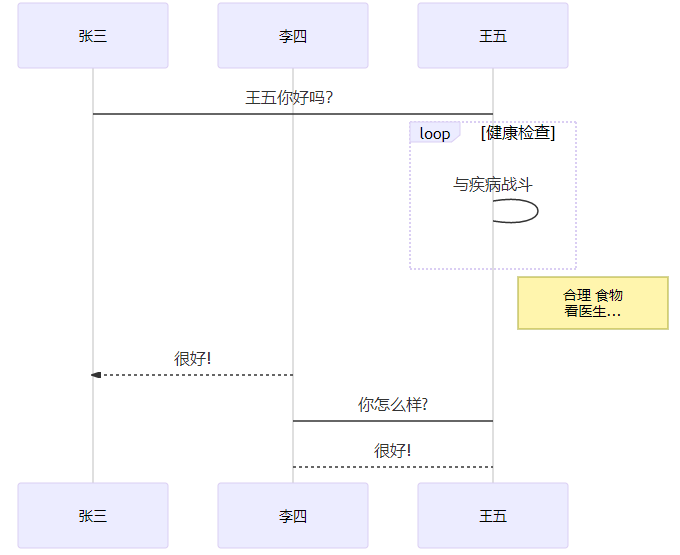 张三
李四
王五
王五你好吗？
loop
[健康检查]
与疾病战斗
合理 食物
看医生...
很好!
你怎么样?
很好!
张三
李四
王五